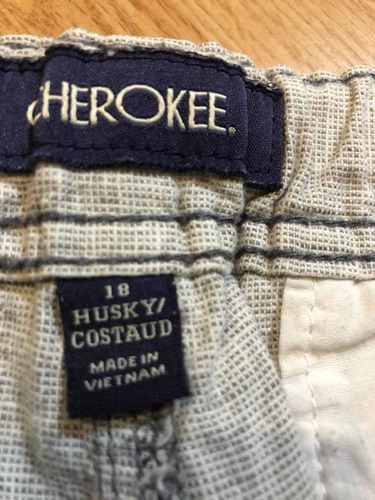 CHEROKEE
18
HUSKY/
COSTAUD
MADE IN
VIETNAM